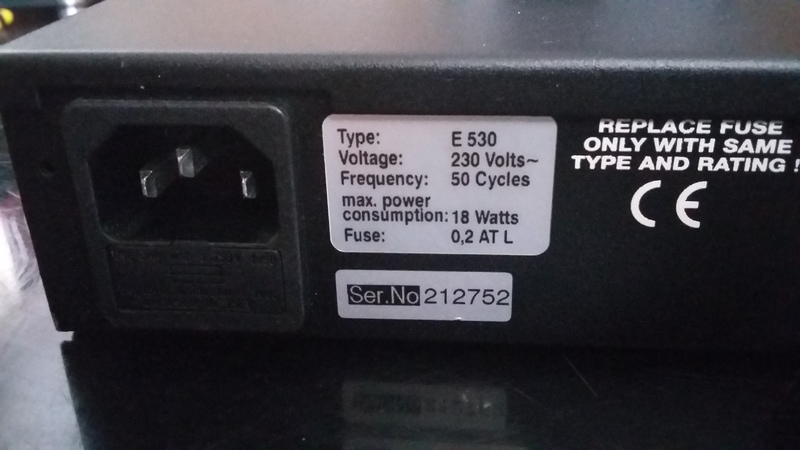 Type: E 530
Voltage: 230 Volts~
Frequency: 50 Cycles
max. power
consumption: 18 Watts
Fuse: 0,2 AT L
Ser.No 212752
REPLACE FUSE
ONLY WITH SAME
TYPE AND RATING !
CE